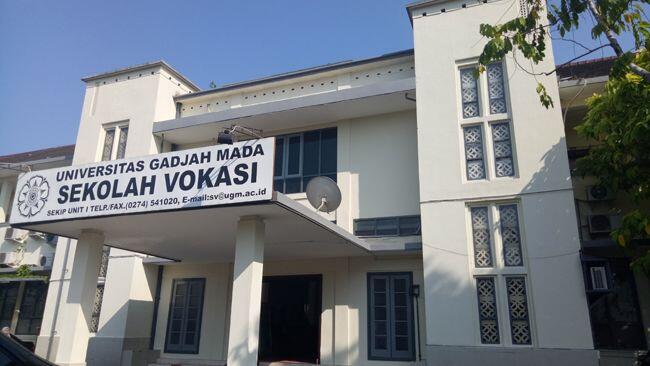 UNIVERSITAS GADJAH MADA
SEKOLAH VOKASI
SEKIP UNIT I TELP./FAX.(0274) 541020, E-mail:sv@ugm.ac.id